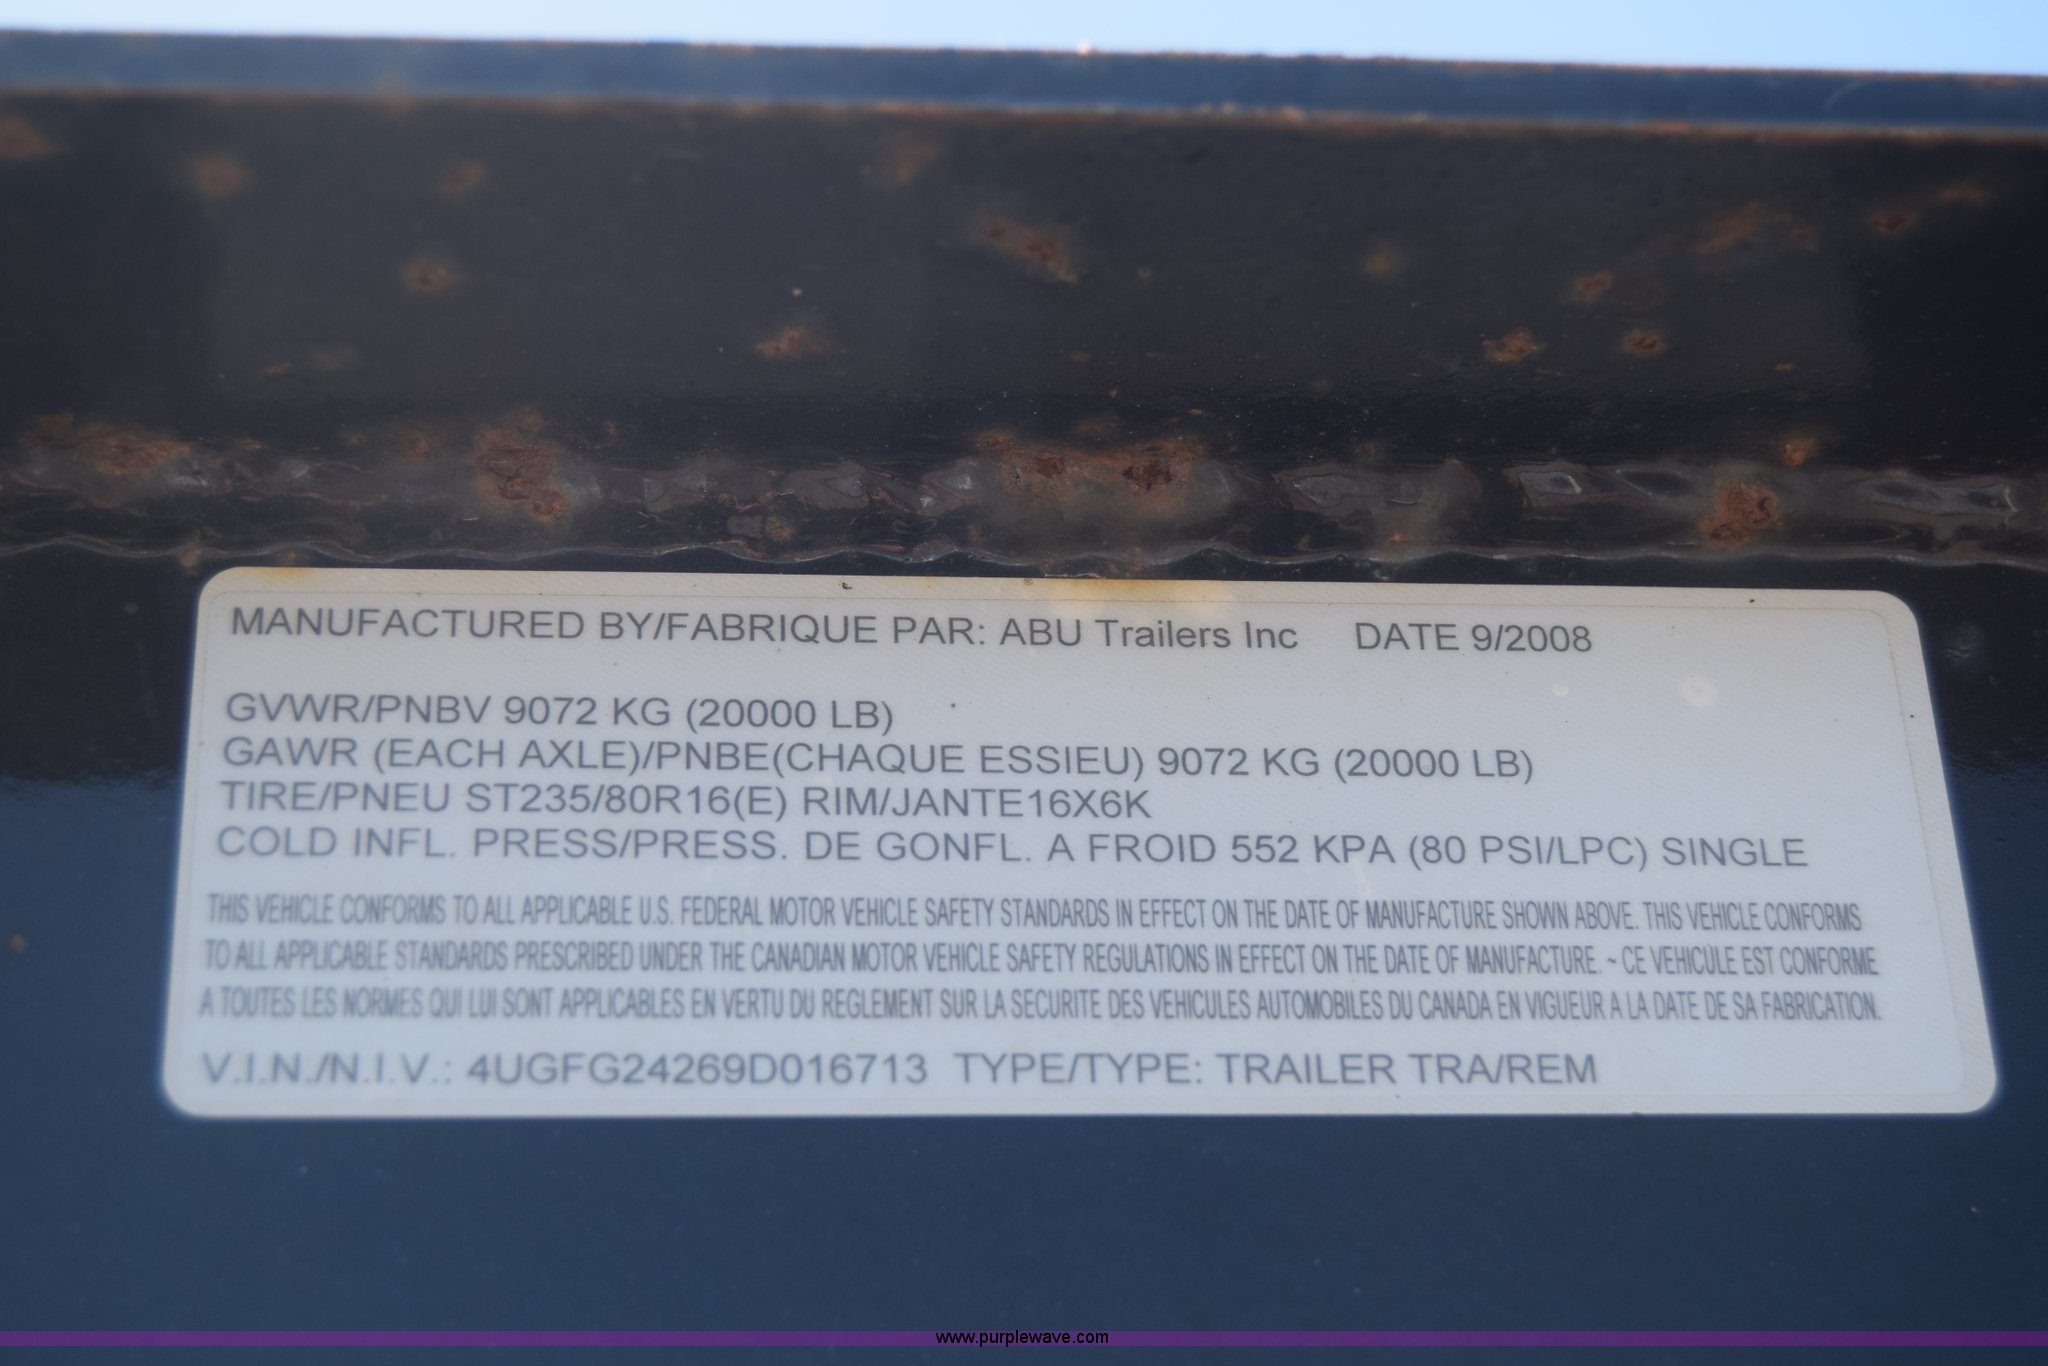 MANUFACTURED BY/FABRIQUE PAR: ABU Trailers Inc DATE 9/2008
GVWR/PNBV 9072 KG (20000 LB)
GAWR (EACH AXLE)/PNBE(CHAQUE ESSIEU) 9072 KG (20000 LB)
TIRE/PNEU ST235/80R16(E) RIM/JANTE16X6K
COLD INFL. PRESS/PRESS. DE GONFL. A FROID 552 KPA (80 PSI/LPC) SINGLE
THIS VEHICLE CONFORMS TO ALL APPLICABLE U.S. FEDERAL MOTOR VEHICLE SAFETY STANDARDS IN EFFECT ON THE DATE OF MANUFACTURE SHOWN ABOVE. THIS VEHICLE CONFORMS
TO ALL APPLICABLE STANDARDS PRESCRIBED UNDER THE CANADIAN MOTOR VEHICLE SAFETY REGULATIONS IN EFFECT ON THE DATE OF MANUFACTURE. ~ CE VEHICULE EST CONFORME
A TOUTES LES NORMES QUI LUI SONT APPLICABLES EN VERTU DU REGLEMENT SUR LA SECURITE DES VEHICULES AUTOMOBILES DU CANADA EN VIGUEUR A LA DATE DE SA FABRICATION.
V.I.N./N.I.V.: 4UGFG24269D016713 TYPE/TYPE: TRAILER TRA/REM
www.purplewave.com